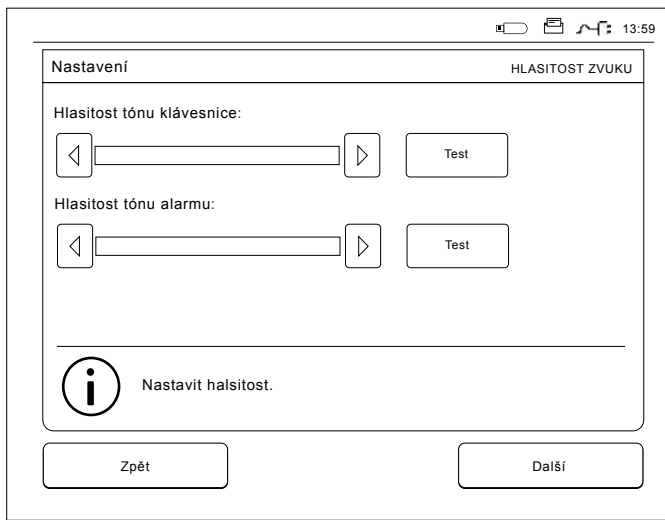 13:59
Nastavení HLASITOST ZVUKU
Hlasitost tónu klávesnice:
Test
Hlasitost tónu alarmu:
Test
Nastavit halsitost.
Zpět Další